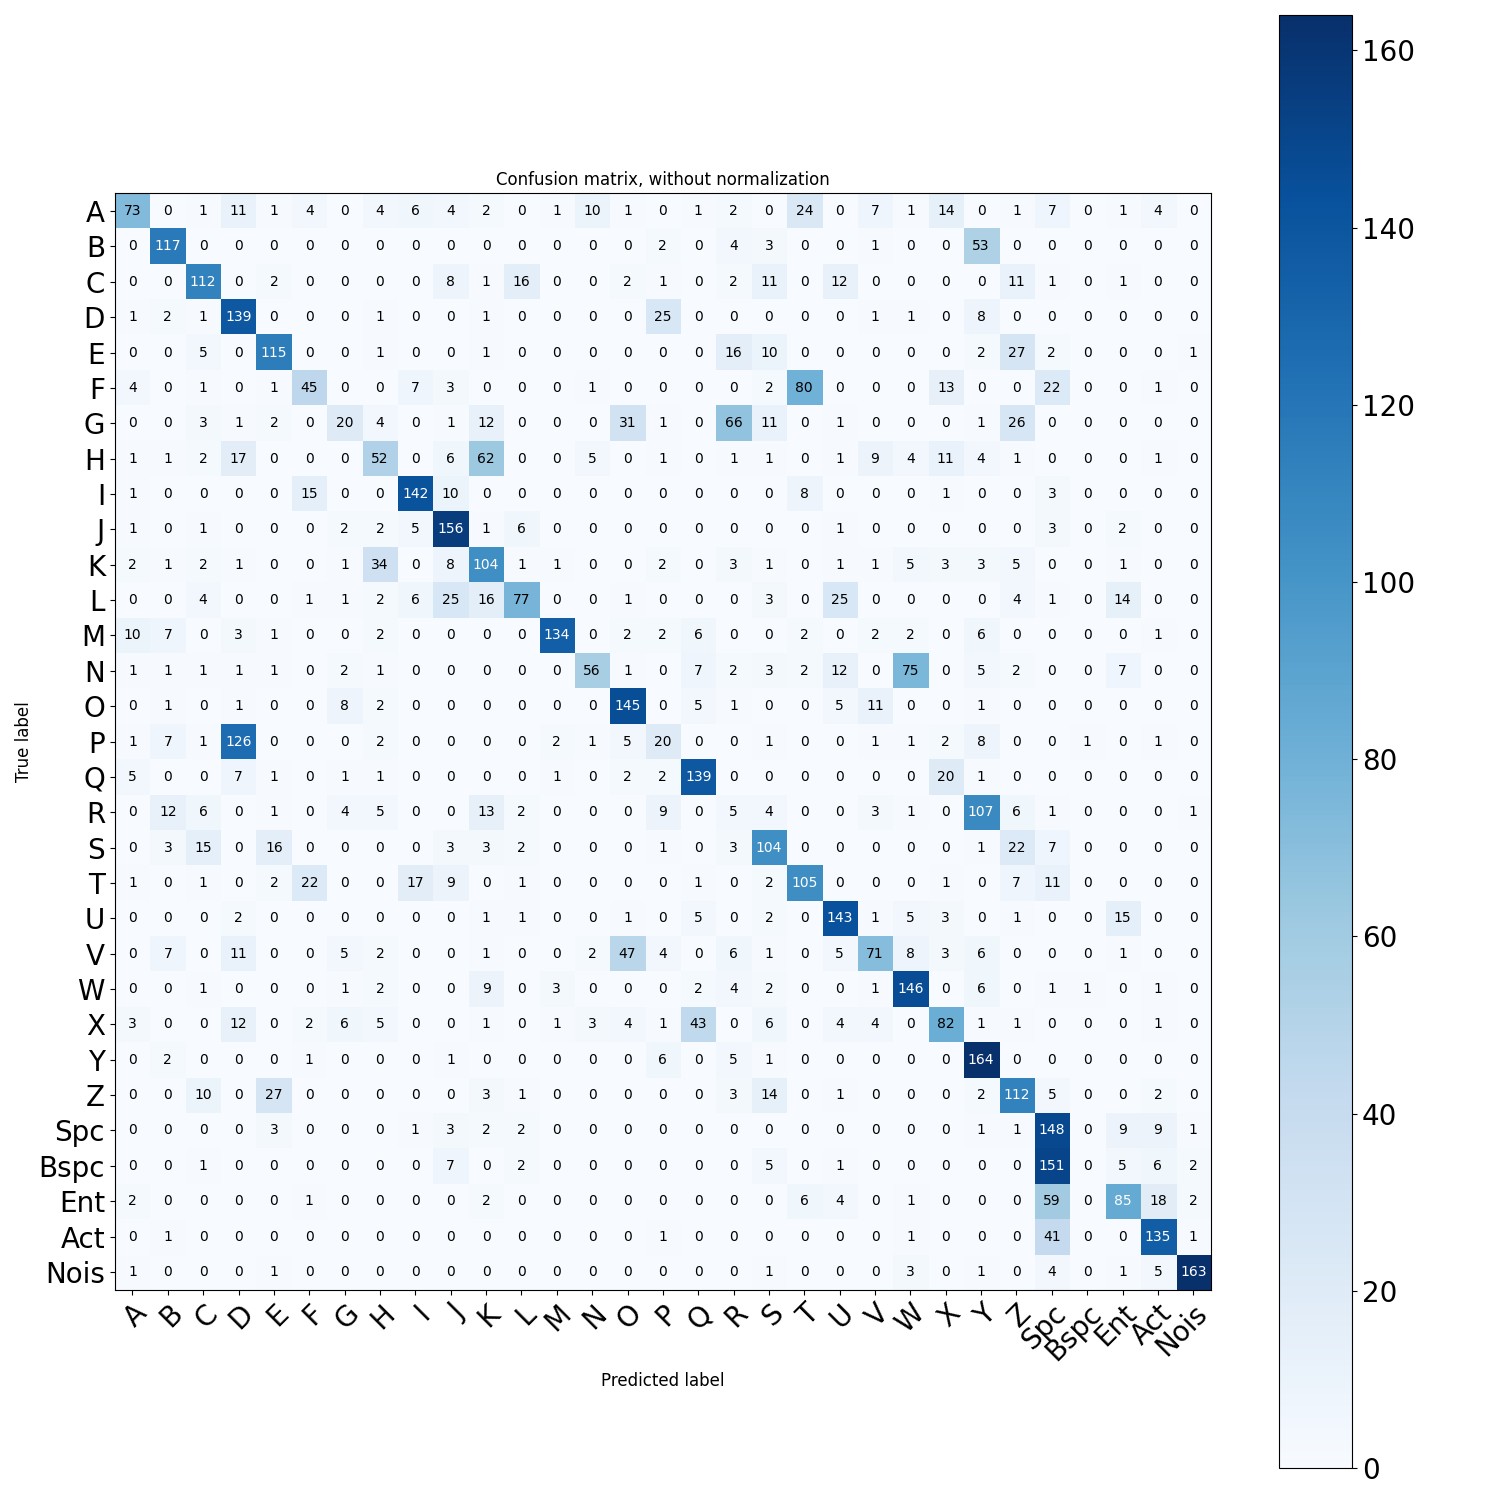 Confusion matrix, without normalization
A 73 0 1 11 1 4 0 4 6 4 2 0 1 10 1 0 1 2 0 24 0 7 1 14 0 1 7 0 1 4 0
B 0 117 0 0 0 0 0 0 0 0 0 0 0 0 0 2 0 4 3 0 0 1 0 0 53 0 0 0 0 0 0
C 0 0 112 0 2 0 0 0 0 8 1 16 0 0 2 1 0 2 11 0 12 0 0 0 0 11 1 0 1 0 0
D 1 2 1 139 0 0 0 1 0 0 1 0 0 0 0 25 0 0 0 0 0 1 1 0 8 0 0 0 0 0 0
E 0 0 5 0 115 0 0 1 0 0 1 0 0 0 0 0 0 16 10 0 0 0 0 0 2 27 2 0 0 0 1
F 4 0 1 0 1 45 0 0 7 3 0 0 0 1 0 0 0 0 2 80 0 0 0 13 0 0 22 0 0 1 0
G 0 0 3 1 2 0 20 4 0 1 12 0 0 0 31 1 0 66 11 0 1 0 0 0 1 26 0 0 0 0 0
H 1 1 2 17 0 0 0 52 0 6 62 0 0 5 0 1 0 1 1 0 1 9 4 11 4 1 0 0 0 1 0
I 1 0 0 0 0 15 0 0 142 10 0 0 0 0 0 0 0 0 0 8 0 0 0 1 0 0 3 0 0 0 0
J 1 0 1 0 0 0 2 2 5 156 1 6 0 0 0 0 0 0 0 0 1 0 0 0 0 0 3 0 2 0 0
K 2 1 2 1 0 0 1 34 0 8 104 1 1 0 0 2 0 3 1 0 1 1 5 3 3 5 0 0 1 0 0
L 0 0 4 0 0 1 1 2 6 25 16 77 0 0 1 0 0 0 3 0 25 0 0 0 0 4 1 0 14 0 0
M 10 7 0 3 1 0 0 2 0 0 0 0 134 0 2 2 6 0 0 2 0 2 2 0 6 0 0 0 0 1 0
N 1 1 1 1 1 0 2 1 0 0 0 0 0 56 1 0 7 2 3 2 12 0 75 0 5 2 0 0 7 0 0
O 0 1 0 1 0 0 8 2 0 0 0 0 0 0 145 0 5 1 0 0 5 11 0 0 1 0 0 0 0 0 0
P 1 7 1 126 0 0 0 2 0 0 0 0 2 1 5 20 0 0 1 0 0 1 1 2 8 0 0 1 0 1 0
Q 5 0 0 7 1 0 1 1 0 0 0 0 1 0 2 2 139 0 0 0 0 0 0 20 1 0 0 0 0 0 0
R 0 12 6 0 1 0 4 5 0 0 13 2 0 0 0 9 0 5 4 0 0 3 1 0 107 6 1 0 0 0 1
S 0 3 15 0 16 0 0 0 0 3 3 2 0 0 0 1 0 3 104 0 0 0 0 0 1 22 7 0 0 0 0
T 1 0 1 0 2 22 0 0 17 9 0 1 0 0 0 0 1 0 2 105 0 0 0 1 0 7 11 0 0 0 0
U 0 0 0 2 0 0 0 0 0 0 1 1 0 0 1 0 5 0 2 0 143 1 5 3 0 1 0 0 15 0 0
V 0 7 0 11 0 0 5 2 0 0 1 0 0 2 47 4 0 6 1 0 5 71 8 3 6 0 0 0 1 0 0
W 0 0 1 0 0 0 1 2 0 0 9 0 3 0 0 0 2 4 2 0 0 1 146 0 6 0 1 1 0 1 0
X 3 0 0 12 0 2 6 5 0 0 1 0 1 3 4 1 43 0 6 0 4 4 0 82 1 1 0 0 0 1 0
Y 0 2 0 0 0 1 0 0 0 1 0 0 0 0 0 6 0 5 1 0 0 0 0 0 164 0 0 0 0 0 0
Z 0 0 10 0 27 0 0 0 0 0 3 1 0 0 0 0 0 3 14 0 1 0 0 0 2 112 5 0 0 2 0
Spc 0 0 0 0 3 0 0 0 1 3 2 2 0 0 0 0 0 0 0 0 0 0 0 0 1 1 148 0 9 9 1
Bspc 0 0 1 0 0 0 0 0 0 7 0 2 0 0 0 0 0 0 5 0 1 0 0 0 0 0 151 0 5 6 2
Ent 2 0 0 0 0 1 0 0 0 0 2 0 0 0 0 0 0 0 0 6 4 0 1 0 0 0 59 0 85 18 2
Act 0 1 0 0 0 0 0 0 0 0 0 0 0 0 0 1 0 0 0 0 0 0 1 0 0 0 41 0 0 135 1
Nois 1 0 0 0 1 0 0 0 0 0 0 0 0 0 0 0 0 0 1 0 0 0 3 0 1 0 4 0 1 5 163
A B C D E F G H I J K L M N O P Q R S T U V W X Y Z Spc Bspc Ent Act Nois
Predicted label
True label
160
140
120
100
80
60
40
20
0